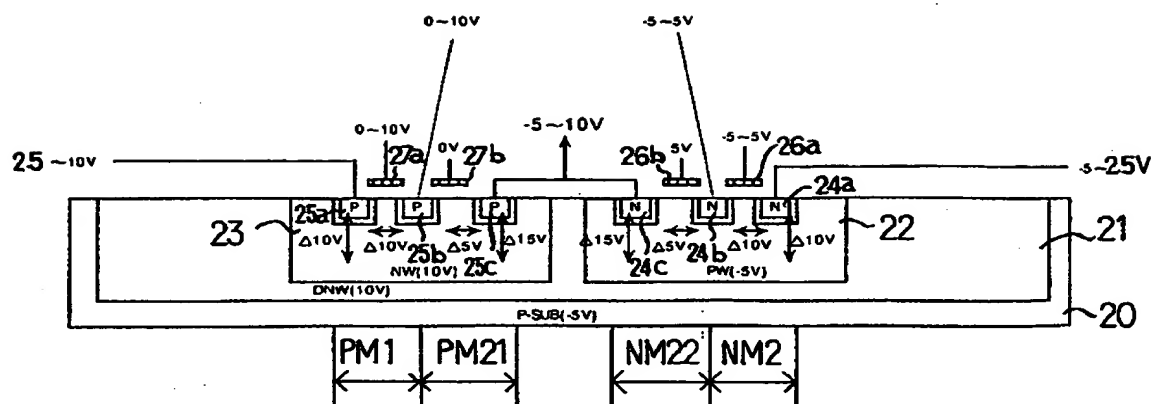 0~10V -5~5V
0~10V -5~10V -5~5V
25 ~10V 27a 0V 27b 26b 5V 26a -5~25V
25a P P P N N N 24a
23 Δ10V Δ10V 25b Δ5V 25c Δ15V Δ15V 24c Δ5V 24b Δ10V Δ10V 22 21
NW(10V) PW(-5V)
DNW(10V)
P-SUB(-5V) 20
PM1 PM21 NM22 NM2